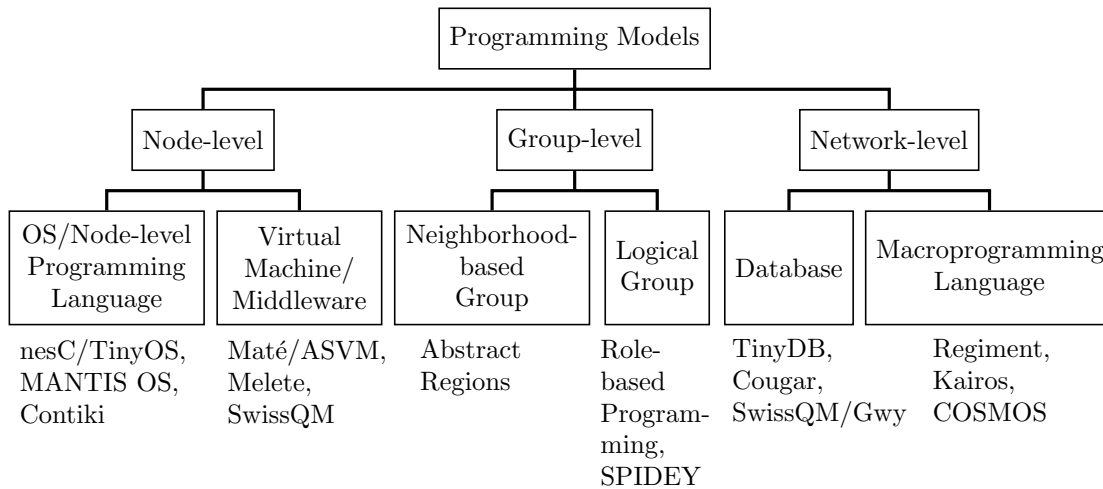 Programming Models
Node-level
Group-level
Network-level
OS/Node-level
Programming
Language
Virtual
Machine/
Middleware
Neighborhood-
based
Group
Logical
Group
Database
Macroprogramming
Language
nesC/TinyOS,
MANTIS OS,
Contiki
Maté/ASVM,
Melete,
SwissQM
Abstract
Regions
Role-
based
Program-
ming,
SPIDEY
TinyDB,
Cougar,
SwissQM/Gwy
Regiment,
Kairos,
COSMOS